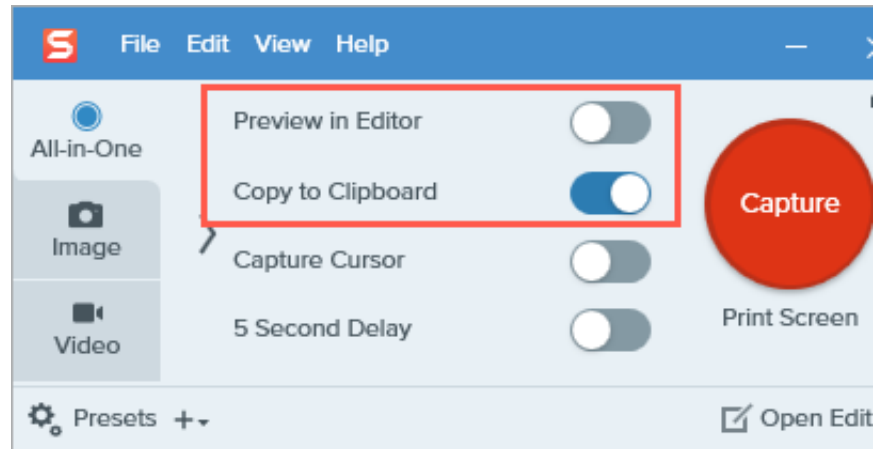 S File Edit View Help
All-in-One
Image
Video
Preview in Editor
Copy to Clipboard
Capture Cursor
5 Second Delay
Capture
Print Screen
Presets
Open Edit